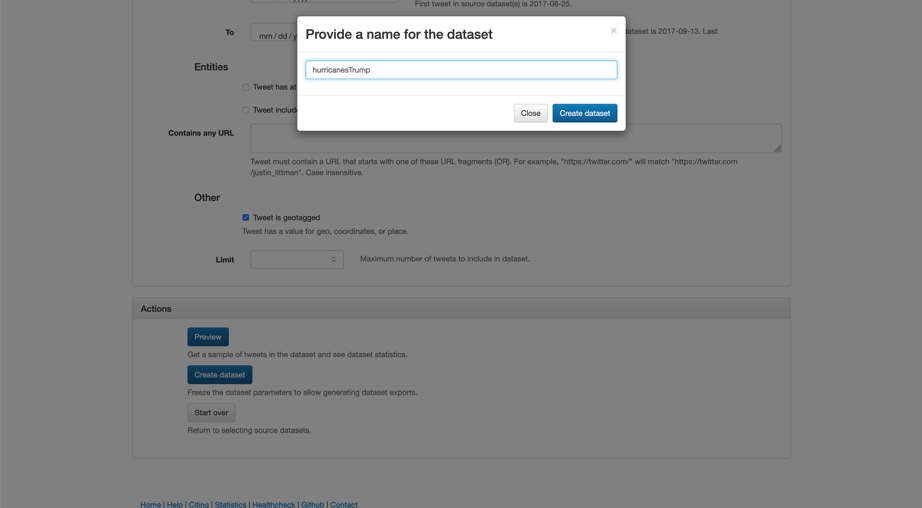 First tweet in source dataset(s) is 2017-08-25.
To
mm / dd / y
dataset is 2017-09-13. Last
Provide a name for the dataset
×
hurricanesTrump
Close
Create dataset
Entities
Tweet has at
Tweet include
Contains any URL
Tweet must contain a URL that starts with one of these URL fragments (OR). For example, "https://twitter.com/" will match "https://twitter.com
/justin_littman". Case insensitive.
Other
Tweet is geotagged
Tweet has a value for geo, coordinates, or place.
Limit
Maximum number of tweets to include in dataset.
Actions
Preview
Get a sample of tweets in the dataset and see dataset statistics.
Create dataset
Freeze the dataset parameters to allow generating dataset exports.
Start over
Return to selecting source datasets.
Home | Help | Citing | Statistics | Healthcheck | Github | Contact